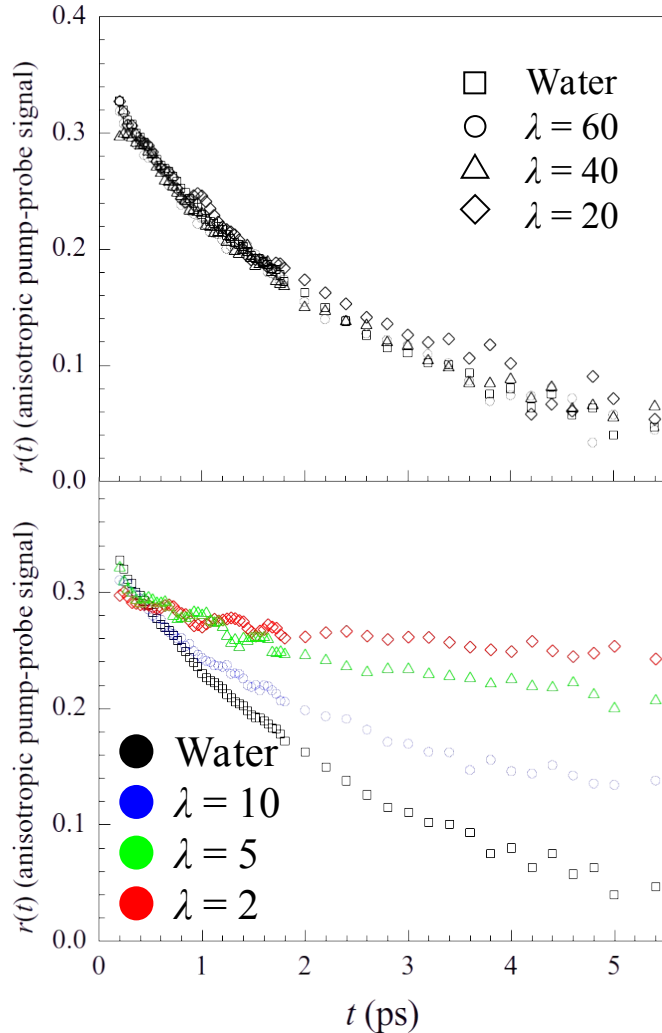 0.4
0.3
0.2
0.1
0.0
r(t) (anisotropic pump-probe signal)
Water
λ = 60
λ = 40
λ = 20
0.3
0.2
0.1
0.0
r(t) (anisotropic pump-probe signal)
Water
λ = 10
λ = 5
λ = 2
0 1 2 3 4 5
t (ps)